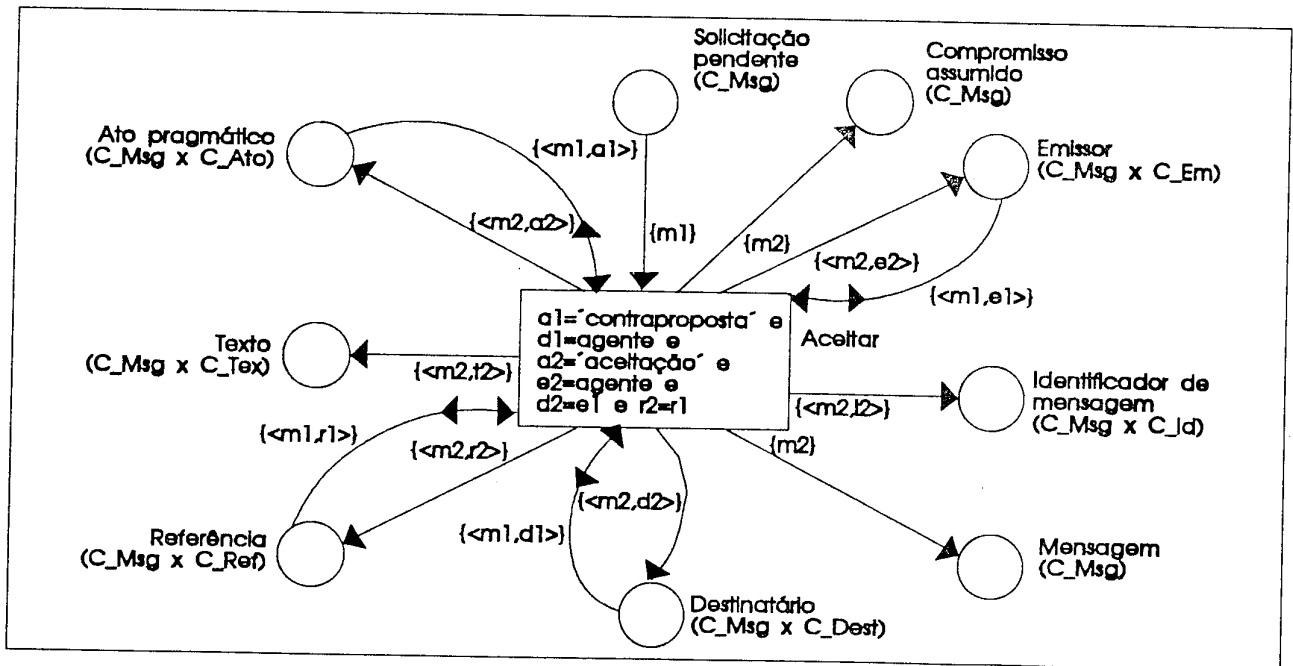 Solicitação
pendente
(C_Msg)
Compromisso
assumido
(C_Msg)
Ato pragmático
(C_Msg x C_Ato)
{<m1,a1>}
Emissor
(C_Msg x C_Em)
{<m2,a2>}
{m1}
{m2}
{<m2,e2>}
{<m1,e1>}
a1=´contraproposta´ e
d1=agente e
a2=´aceitação´ e
e2=agente e
d2=e1 e r2=r1
Aceitar
Texto
(C_Msg x C_Tex)
{<m2,t2>}
{<m2,i2>}
Identificador de
mensagem
(C_Msg x C_Id)
{<m1,r1>}
{<m2,r2>}
{m2}
{<m2,d2>}
{<m1,d1>}
Referência
(C_Msg x C_Ref)
Mensagem
(C_Msg)
Destinatário
(C_Msg x C_Dest)